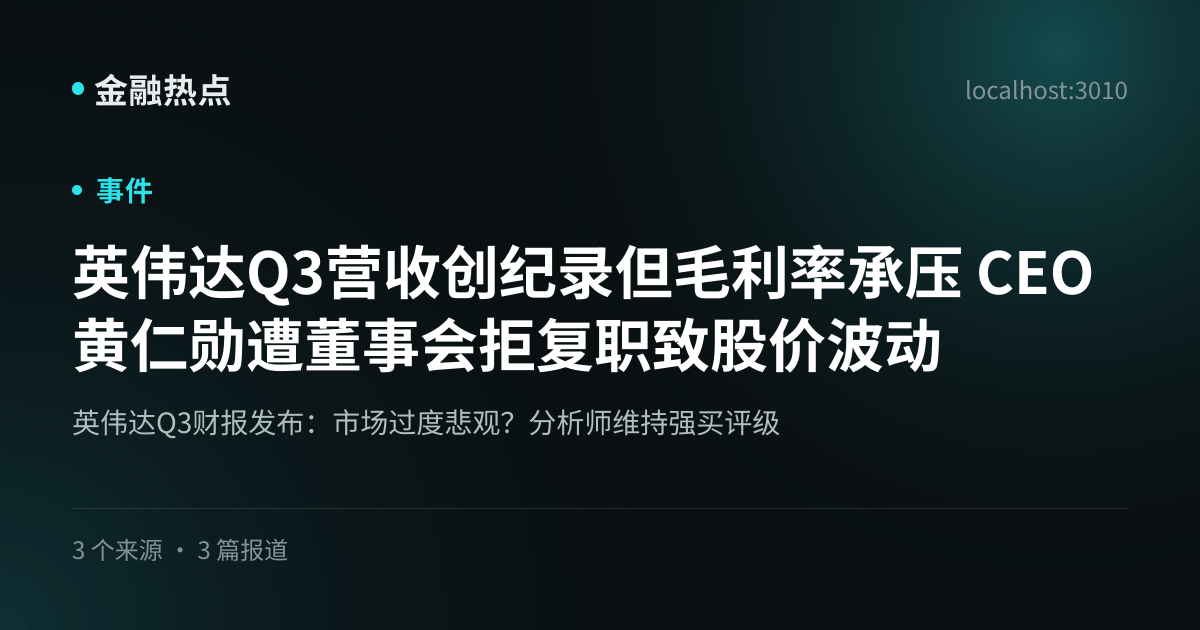 金融热点
localhost:3010
事件
英伟达Q3营收创纪录但毛利率承压 CEO
黄仁勋遭董事会拒复职致股价波动
英伟达Q3财报发布：市场过度悲观？分析师维持强买评级
3 个来源 · 3 篇报道